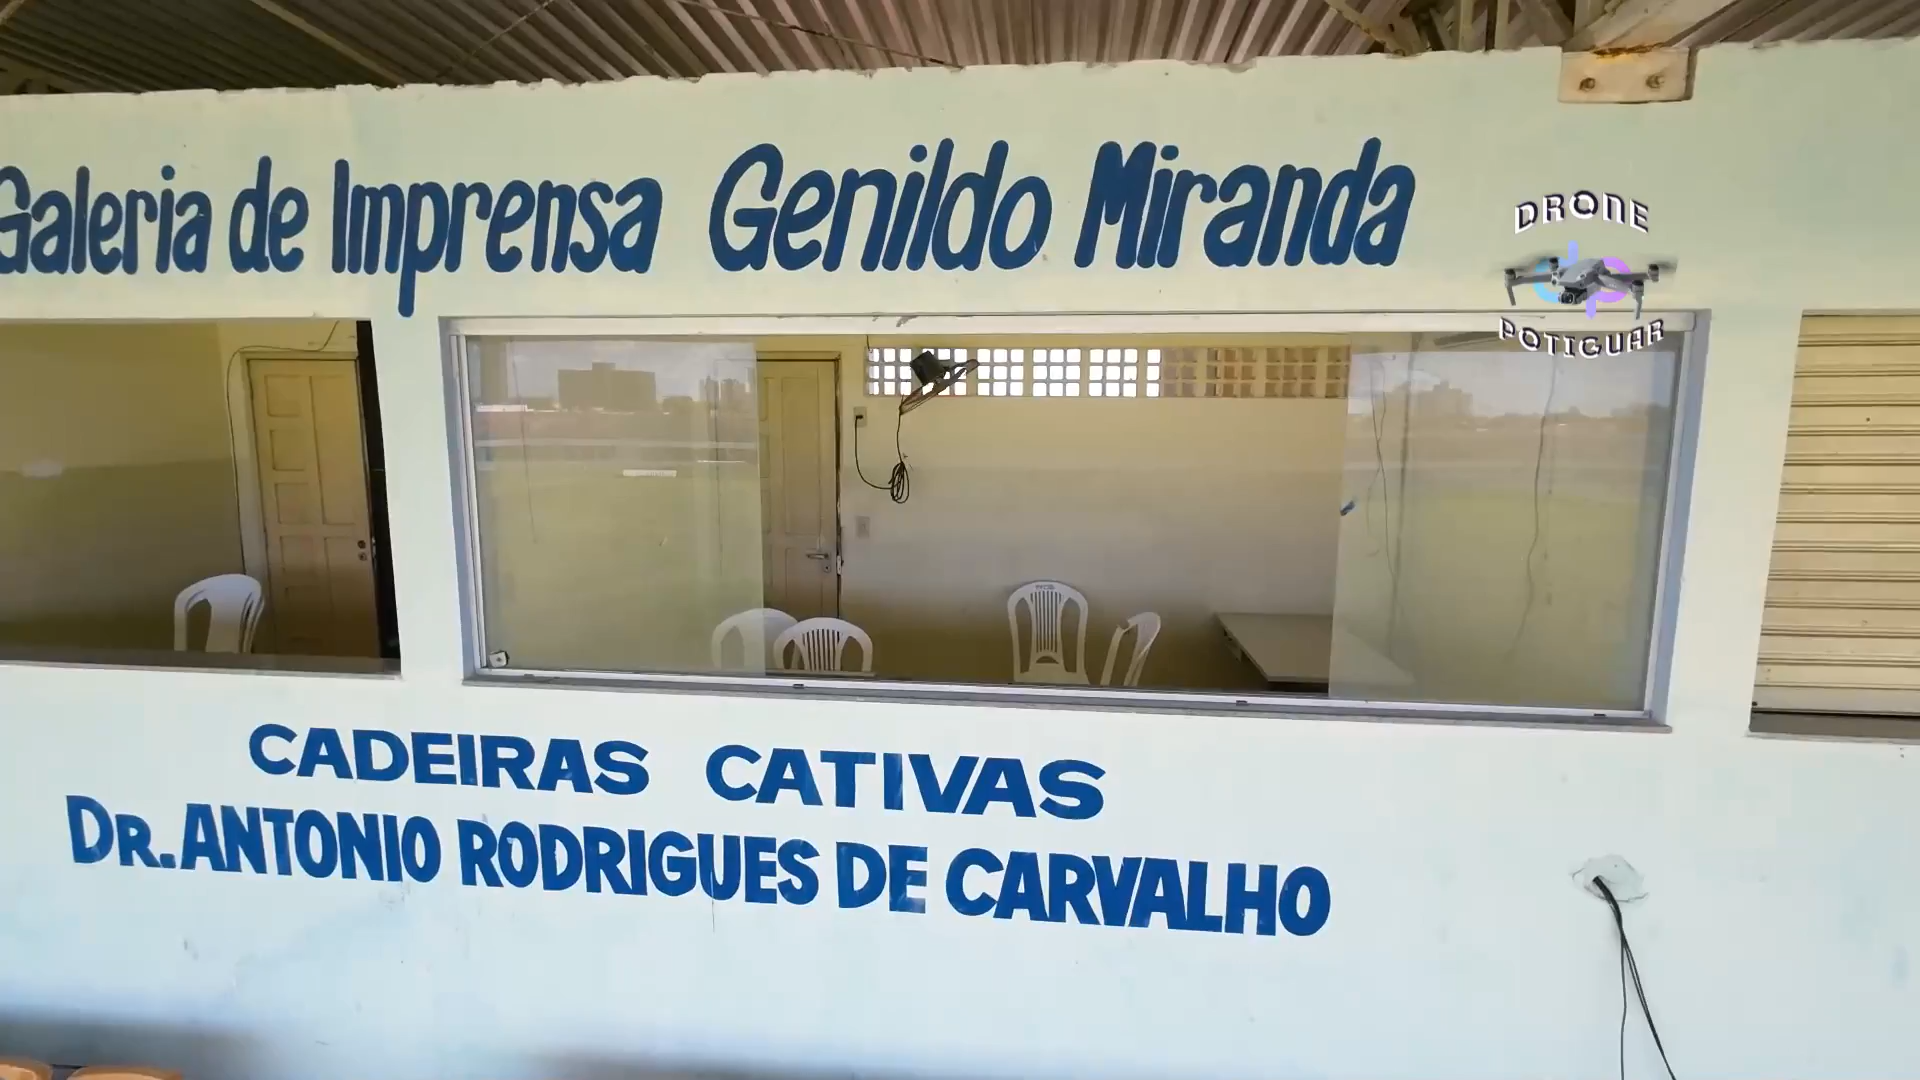 Galeria de Imprensa Genildo Miranda
DRONE
POTIGUAR
CADEIRAS CATIVAS
DR. ANTONIO RODRIGUES DE CARVALHO